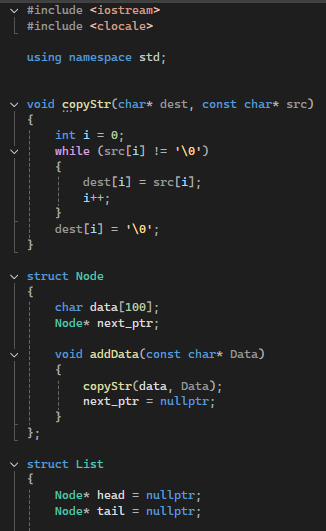 #include <iostream>
#include <clocale>
using namespace std;
void copyStr(char* dest, const char* src)
{
    int i = 0;
    while (src[i] != '\0')
    {
        dest[i] = src[i];
        i++;
    }
    dest[i] = '\0';
}
struct Node
{
    char data[100];
    Node* next_ptr;
    void addData(const char* Data)
    {
        copyStr(data, Data);
        next_ptr = nullptr;
    }
};
struct List
{
    Node* head = nullptr;
    Node* tail = nullptr;